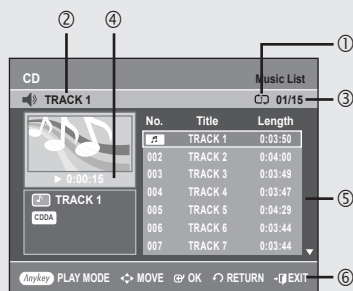 ② ④
①
CD Music List
TRACK 1 01/15 ③
No. Title Length
TRACK 1 0:03:50
002 TRACK 2 0:04:00
003 TRACK 3 0:03:49
004 TRACK 4 0:03:47
005 TRACK 5 0:04:29
006 TRACK 6 0:03:44
007 TRACK 7 0:03:44
0:00:15
TRACK 1
CDDA
⑤
Anykey PLAY MODE MOVE OK RETURN EXIT ⑥